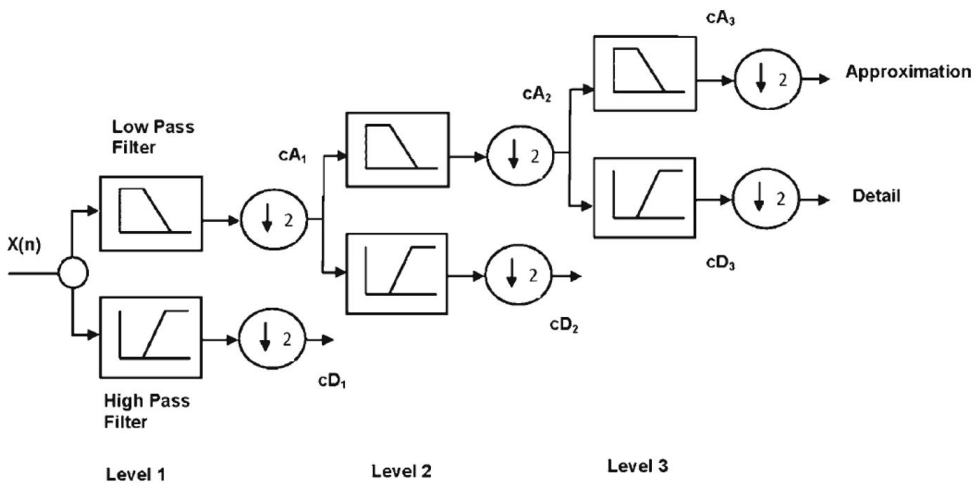 cA₃
2
Approximation
cA₂
Low Pass
Filter
cA₁
2
2
2
Detail
X(n)
2
cD₃
cD₂
2
cD₁
High Pass
Filter
Level 1
Level 2
Level 3